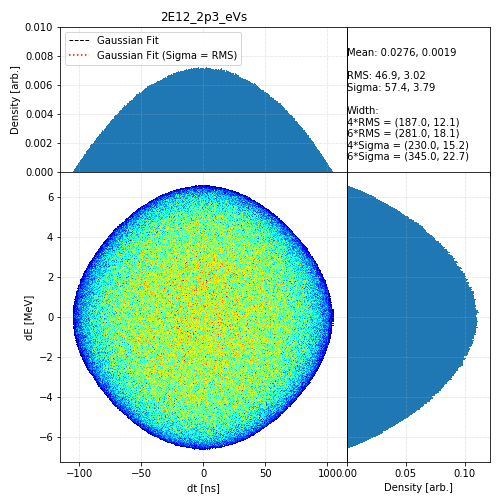 2E12_2p3_eVs
Gaussian Fit
Gaussian Fit (Sigma = RMS)
Density [arb.]
0.010
0.008
0.006
0.004
0.002
0.000
Mean: 0.0276, 0.0019
RMS: 46.9, 3.02
Sigma: 57.4, 3.79
Width:
4*RMS = (187.0, 12.1)
6*RMS = (281.0, 18.1)
4*Sigma = (230.0, 15.2)
6*Sigma = (345.0, 22.7)
dE [MeV]
6
4
2
0
−2
−4
−6
−100 −50 0 50 100
dt [ns]
0.00 0.05 0.10
Density [arb.]